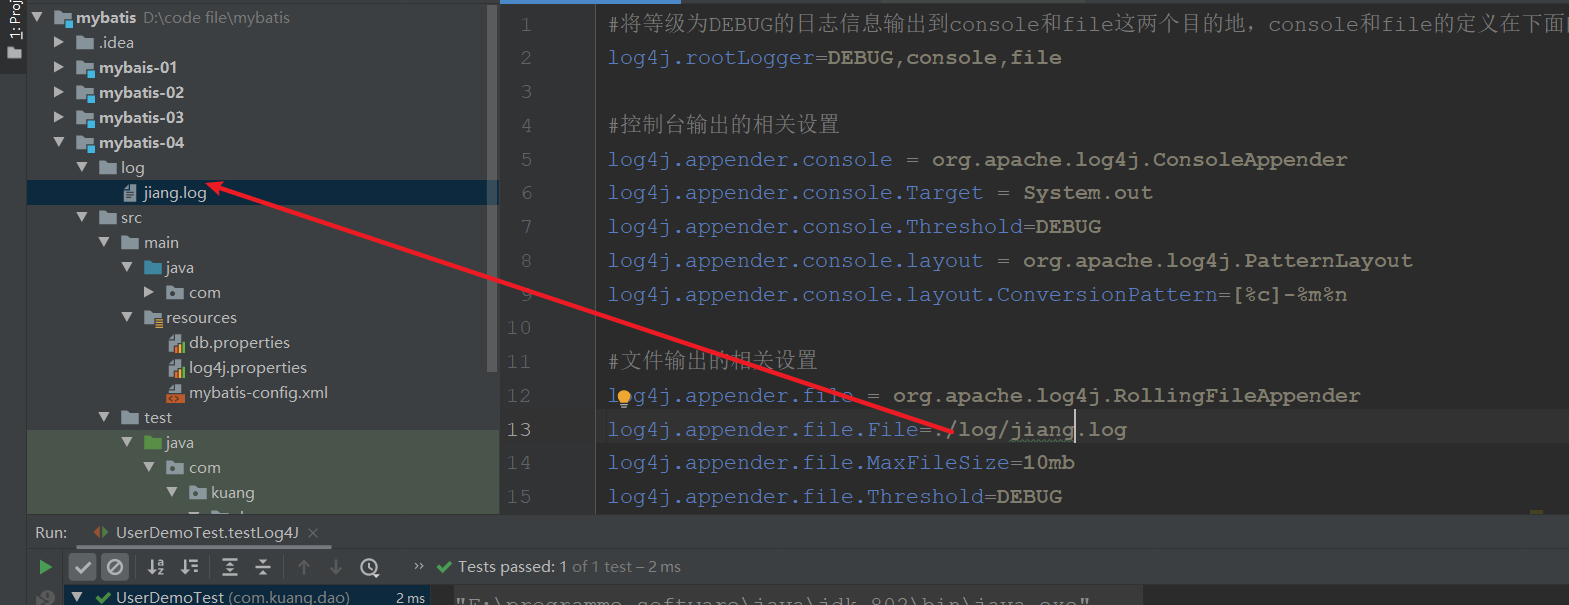 1: Proj
mybatis D:\code file\mybatis
.idea
mybais-01
mybatis-02
mybatis-03
mybatis-04
log
jiang.log
src
main
java
com
resources
db.properties
log4j.properties
mybatis-config.xml
test
java
com
kuang
1 #将等级为DEBUG的日志信息输出到console和file这两个目的地，console和file的定义在下面
2 log4j.rootLogger=DEBUG,console,file
3
4 #控制台输出的相关设置
5 log4j.appender.console = org.apache.log4j.ConsoleAppender
6 log4j.appender.console.Target = System.out
7 log4j.appender.console.Threshold=DEBUG
8 log4j.appender.console.layout = org.apache.log4j.PatternLayout
9 log4j.appender.console.layout.ConversionPattern=[%c]-%m%n
10
11 #文件输出的相关设置
12 log4j.appender.file = org.apache.log4j.RollingFileAppender
13 log4j.appender.file.File=./log/jiang.log
14 log4j.appender.file.MaxFileSize=10mb
15 log4j.appender.file.Threshold=DEBUG
Run: UserDemoTest.testLog4J ×
» Tests passed: 1 of 1 test – 2 ms
UserDemoTest (com.kuang.dao) 2 ms
"E:\programme software\java\jdk-802\bin\java.exe"